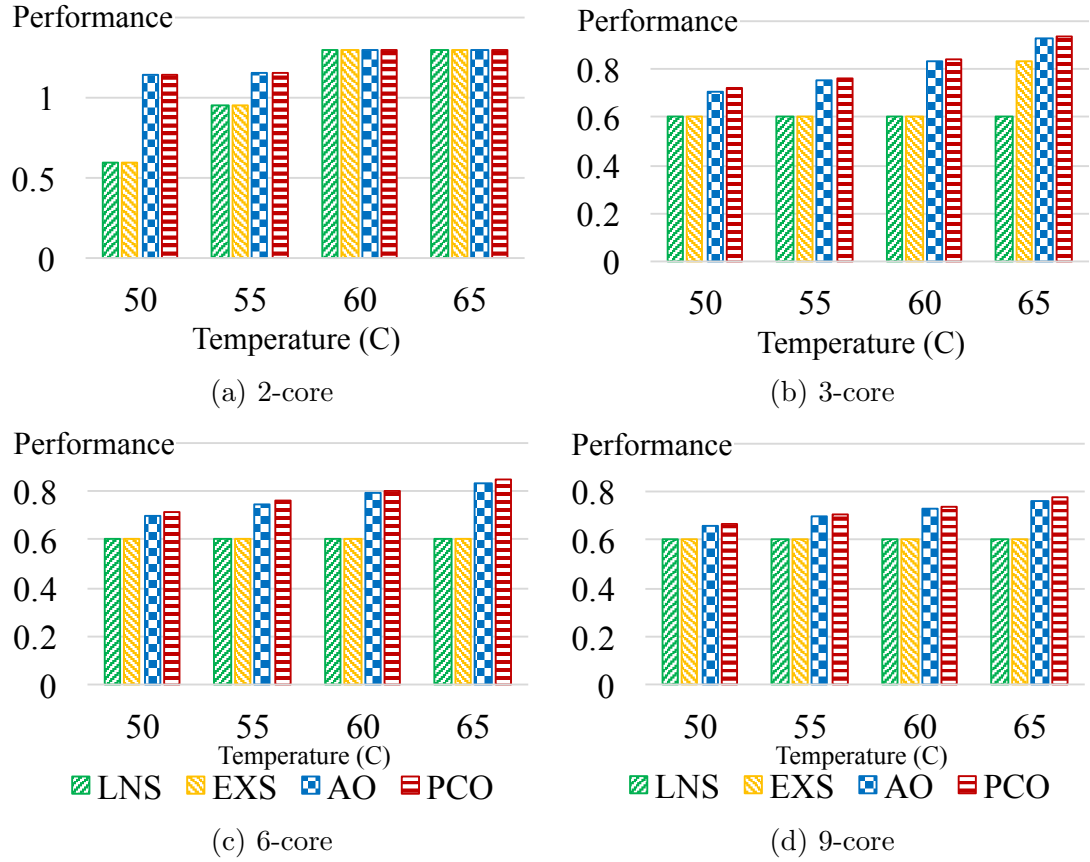 Performance
1
0.5
0
50 55 60 65
Temperature (C)
(a) 2-core
Performance
0.8
0.6
0.4
0.2
0
50 55 60 65
Temperature (C)
(b) 3-core
Performance
0.8
0.6
0.4
0.2
0
50 55 60 65
Temperature (C)
LNS EXS AO PCO
(c) 6-core
Performance
0.8
0.6
0.4
0.2
0
50 55 60 65
Temperature (C)
LNS EXS AO PCO
(d) 9-core